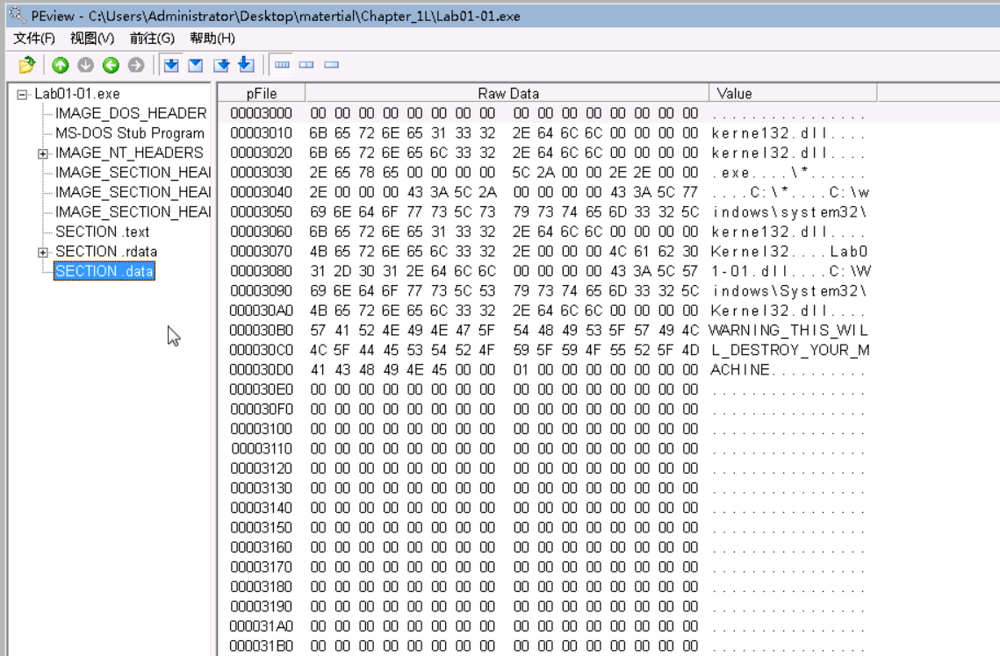 PEview - C:\Users\Administrator\Desktop\matertial\Chapter_1L\Lab01-01.exe
文件(F) 视图(V) 前往(G) 帮助(H)
Lab01-01.exe
IMAGE_DOS_HEADER
MS-DOS Stub Program
IMAGE_NT_HEADERS
IMAGE_SECTION_HEA
IMAGE_SECTION_HEA
IMAGE_SECTION_HEA
SECTION .text
SECTION .rdata
SECTION .data
pFile Raw Data Value
00003000 00 00 00 00 00 00 00 00 00 00 00 00 00 00 00 00 ................
00003010 6B 65 72 6E 65 31 33 32 2E 64 6C 6C 00 00 00 00 kerne132.dll....
00003020 6B 65 72 6E 65 6C 33 32 2E 64 6C 6C 00 00 00 00 kernel32.dll....
00003030 2E 65 78 65 00 00 00 00 5C 2A 00 00 2E 2E 00 00 .exe....\*......
00003040 2E 00 00 00 43 3A 5C 2A 00 00 00 00 43 3A 5C 77 ....C:\*....C:\w
00003050 69 6E 64 6F 77 73 5C 73 79 73 74 65 6D 33 32 5C indows\system32\
00003060 6B 65 72 6E 65 31 33 32 2E 64 6C 6C 00 00 00 00 kerne132.dll....
00003070 4B 65 72 6E 65 6C 33 32 2E 00 00 00 4C 61 62 30 Kernel32....Lab0
00003080 31 2D 30 31 2E 64 6C 6C 00 00 00 00 43 3A 5C 57 1-01.dll....C:\W
00003090 69 6E 64 6F 77 73 5C 53 79 73 74 65 6D 33 32 5C indows\System32\
000030A0 4B 65 72 6E 65 6C 33 32 2E 64 6C 6C 00 00 00 00 Kernel32.dll....
000030B0 57 41 52 4E 49 4E 47 5F 54 48 49 53 5F 57 49 4C WARNING_THIS_WIL
000030C0 4C 5F 44 45 53 54 52 4F 59 5F 59 4F 55 52 5F 4D L_DESTROY_YOUR_M
000030D0 41 43 48 49 4E 45 00 00 01 00 00 00 00 00 00 00 ACHINE..........
000030E0 00 00 00 00 00 00 00 00 00 00 00 00 00 00 00 00 ................
000030F0 00 00 00 00 00 00 00 00 00 00 00 00 00 00 00 00 ................
00003100 00 00 00 00 00 00 00 00 00 00 00 00 00 00 00 00 ................
00003110 00 00 00 00 00 00 00 00 00 00 00 00 00 00 00 00 ................
00003120 00 00 00 00 00 00 00 00 00 00 00 00 00 00 00 00 ................
00003130 00 00 00 00 00 00 00 00 00 00 00 00 00 00 00 00 ................
00003140 00 00 00 00 00 00 00 00 00 00 00 00 00 00 00 00 ................
00003150 00 00 00 00 00 00 00 00 00 00 00 00 00 00 00 00 ................
00003160 00 00 00 00 00 00 00 00 00 00 00 00 00 00 00 00 ................
00003170 00 00 00 00 00 00 00 00 00 00 00 00 00 00 00 00 ................
00003180 00 00 00 00 00 00 00 00 00 00 00 00 00 00 00 00 ................
00003190 00 00 00 00 00 00 00 00 00 00 00 00 00 00 00 00 ................
000031A0 00 00 00 00 00 00 00 00 00 00 00 00 00 00 00 00 ................
000031B0 00 00 00 00 00 00 00 00 00 00 00 00 00 00 00 00 ................